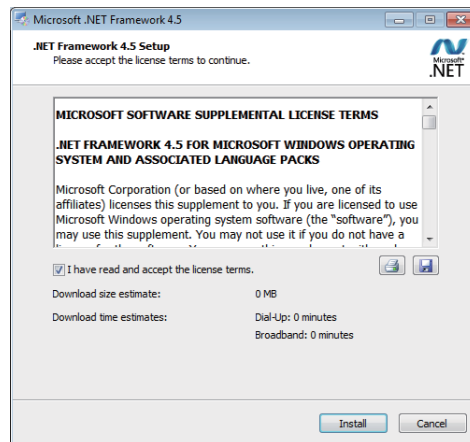 Microsoft .NET Framework 4.5
.NET Framework 4.5 Setup
Please accept the license terms to continue.
Microsoft®
.NET
MICROSOFT SOFTWARE SUPPLEMENTAL LICENSE TERMS
.NET FRAMEWORK 4.5 FOR MICROSOFT WINDOWS OPERATING
SYSTEM AND ASSOCIATED LANGUAGE PACKS
Microsoft Corporation (or based on where you live, one of its
affiliates) licenses this supplement to you. If you are licensed to use
Microsoft Windows operating system software (the “software”), you
may use this supplement. You may not use it if you do not have a
I have read and accept the license terms.
Download size estimate: 0 MB
Download time estimates: Dial-Up: 0 minutes
Broadband: 0 minutes
Install Cancel